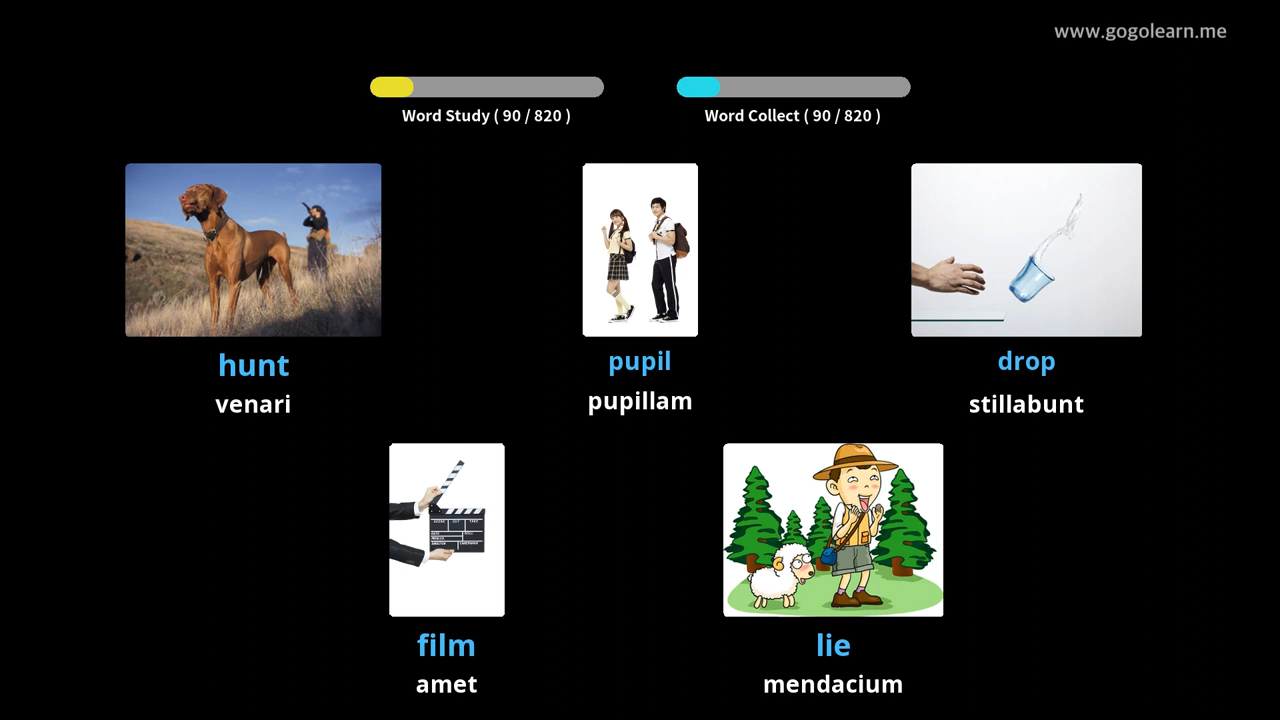 www.gogolearn.me
Word Study ( 90 / 820 )
Word Collect ( 90 / 820 )
hunt
venari
pupil
pupillam
drop
stillabunt
film
amet
lie
mendacium